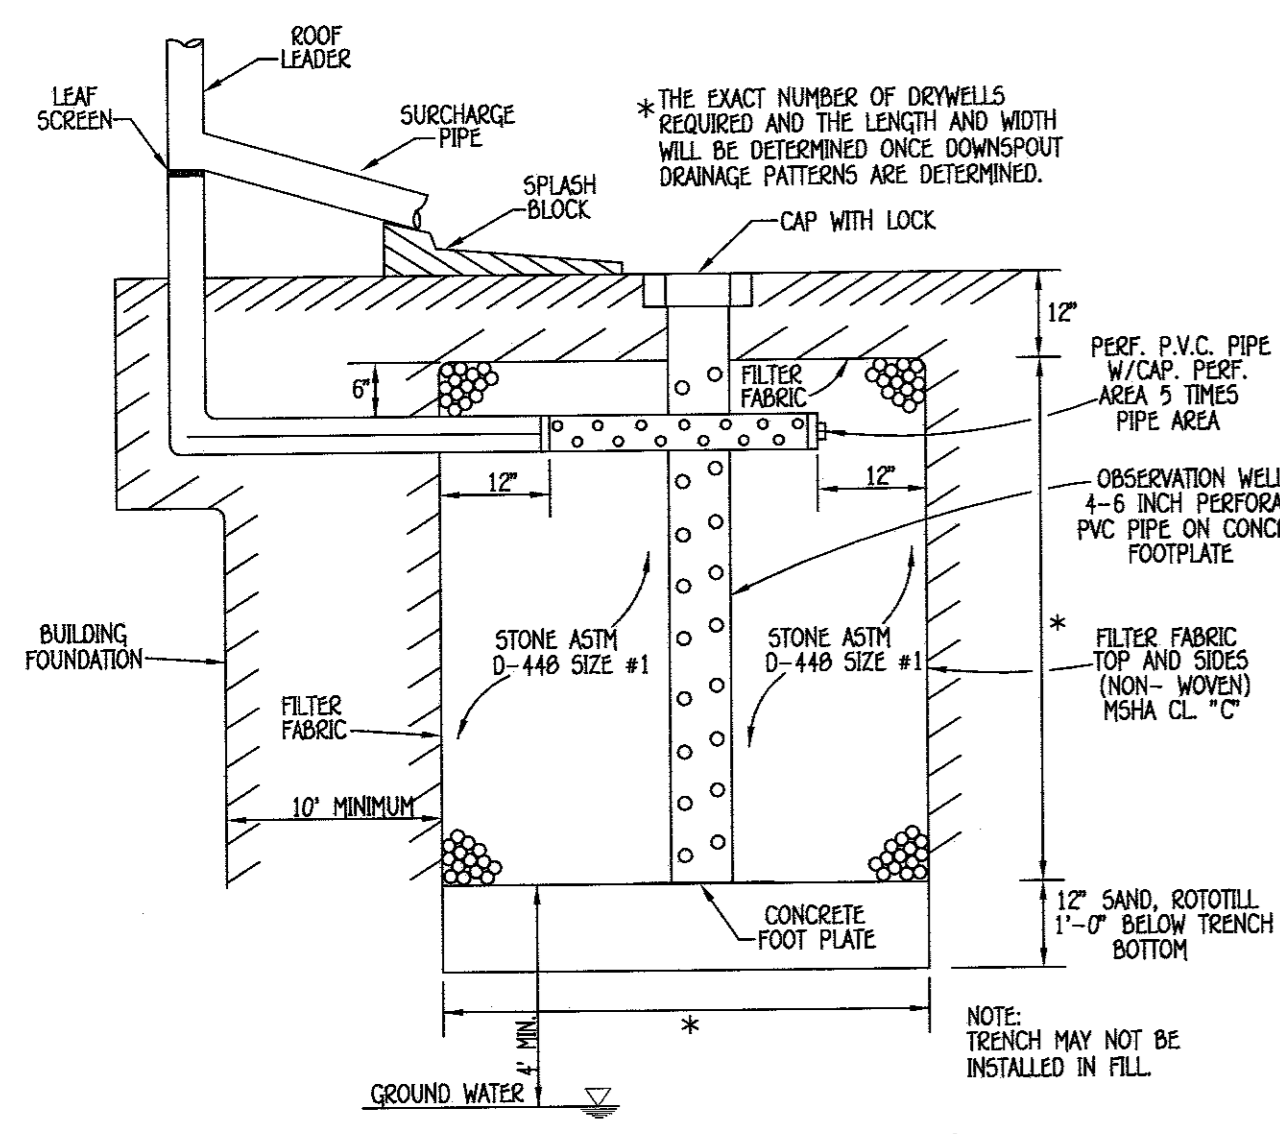 ROOF
LEADER
LEAF
SCREEN
SURCHARGE
PIPE
* THE EXACT NUMBER OF DRYWELLS
REQUIRED AND THE LENGTH AND WIDTH
WILL BE DETERMINED ONCE DOWNSPOUT
DRAINAGE PATTERNS ARE DETERMINED.
SPLASH
BLOCK
CAP WITH LOCK
12"
6"
FILTER
FABRIC
PERF. P.V.C. PIPE
W/CAP. PERF.
AREA 5 TIMES
PIPE AREA
12"
12"
OBSERVATION WELL
4-6 INCH PERFORA
PVC PIPE ON CONC
FOOTPLATE
BUILDING
FOUNDATION
STONE ASTM
D-448 SIZE #1
STONE ASTM
D-448 SIZE #1
*
FILTER FABRIC
TOP AND SIDES
(NON- WOVEN)
MSHA CL. "C"
FILTER
FABRIC
10' MINIMUM
CONCRETE
FOOT PLATE
12" SAND, ROTOTILL
1'-0" BELOW TRENCH
BOTTOM
*
4' MIN.
NOTE:
TRENCH MAY NOT BE
INSTALLED IN FILL.
GROUND WATER